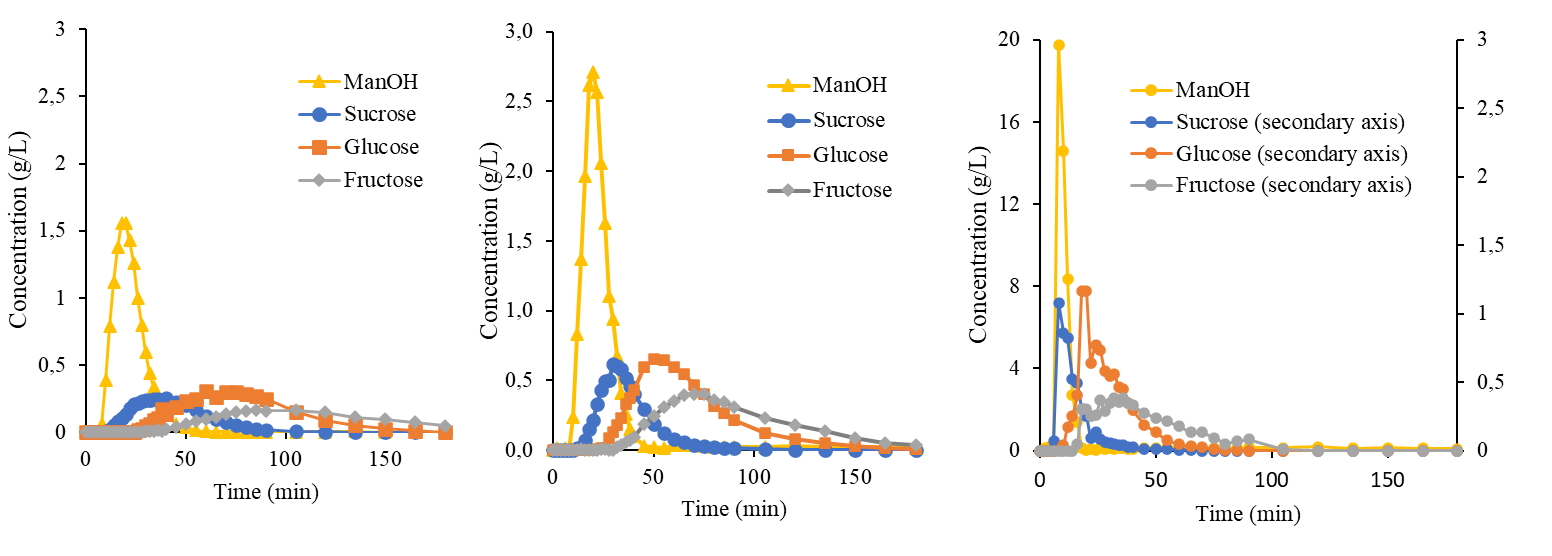 Concentration (g/L)
3
2,5
2
1,5
1
0,5
0
0
50
100
150
Time (min)
ManOH
Sucrose
Glucose
Fructose
Concentration (g/L)
3,0
2,5
2,0
1,5
1,0
0,5
0,0
0
50
100
150
Time (min)
ManOH
Sucrose
Glucose
Fructose
Concentration (g/L)
20
16
12
8
4
0
3
2,5
2
1,5
1
0,5
0
0
50
100
150
Time (min)
ManOH
Sucrose (secondary axis)
Glucose (secondary axis)
Fructose (secondary axis)